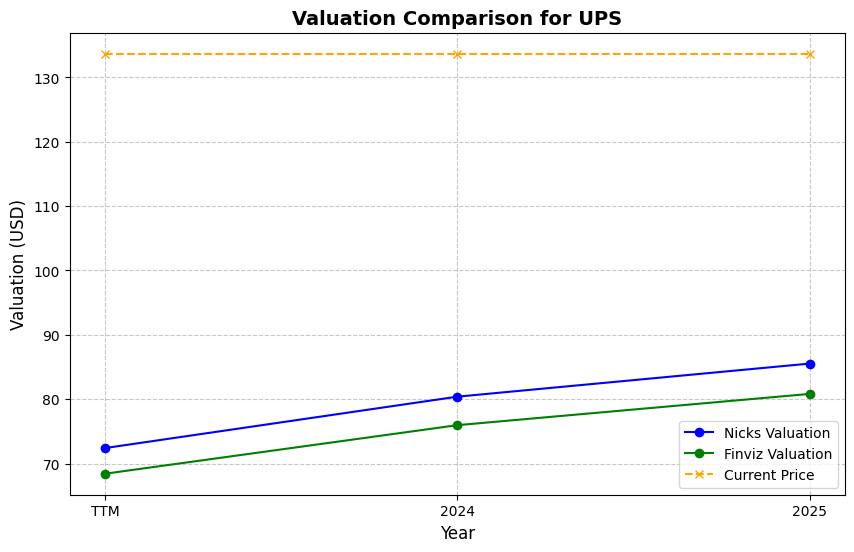 Valuation Comparison for UPS
Valuation (USD)
130
120
110
100
90
80
70
TTM
2024
2025
Year
Nicks Valuation
Finviz Valuation
Current Price